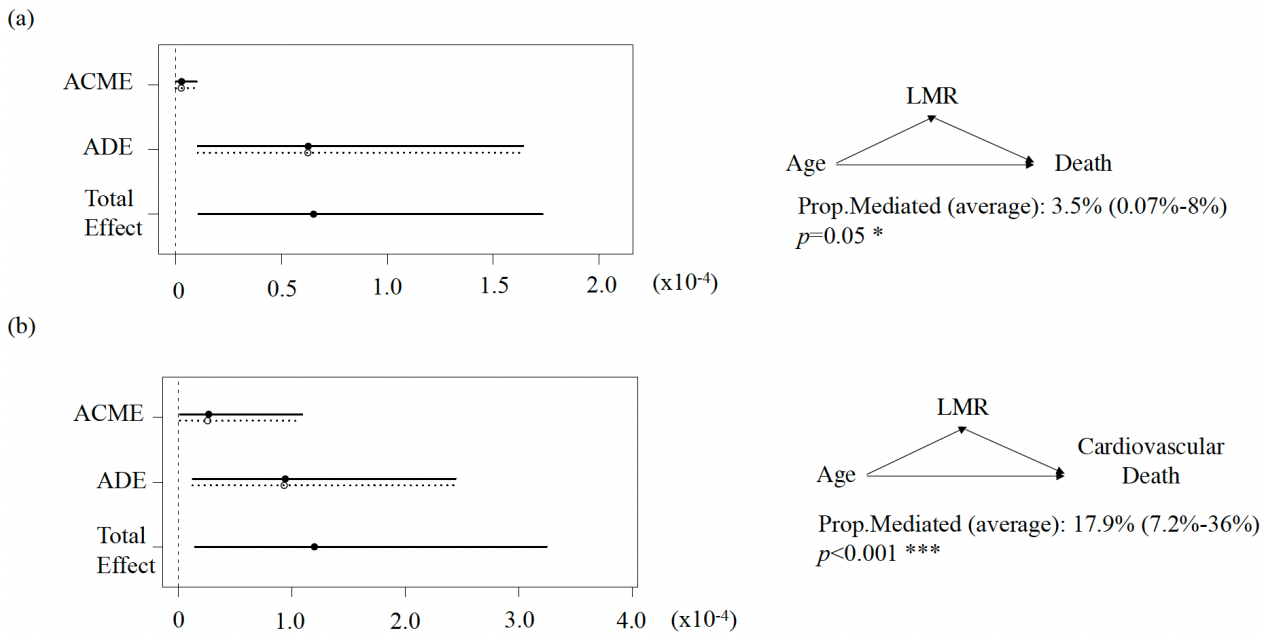 (a)
ACME
ADE
Total
Effect
0 0.5 1.0 1.5 2.0 (x10-4)
LMR
Age Death
Prop.Mediated (average): 3.5% (0.07%-8%)
p=0.05 *
(b)
ACME
ADE
Total
Effect
0 1.0 2.0 3.0 4.0 (x10-4)
LMR
Cardiovascular
Age Death
Prop.Mediated (average): 17.9% (7.2%-36%)
p<0.001 ***